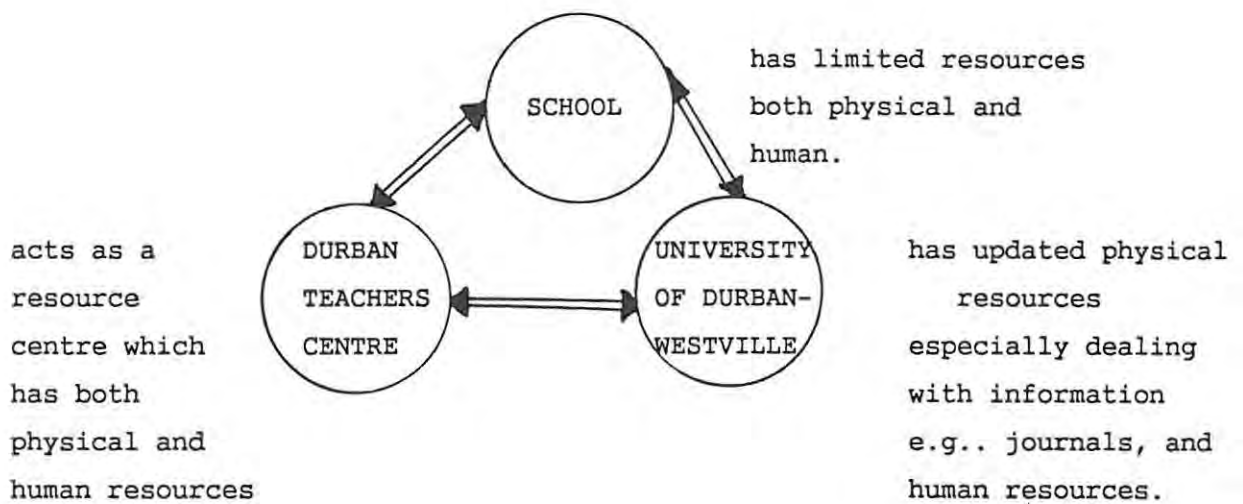 SCHOOL
has limited resources
both physical and
human.
DURBAN
TEACHERS
CENTRE
acts as a
resource
centre which
has both
physical and
human resources
UNIVERSITY
OF DURBAN-
WESTVILLE
has updated physical
resources
especially dealing
with information
e.g.. journals, and
human resources.